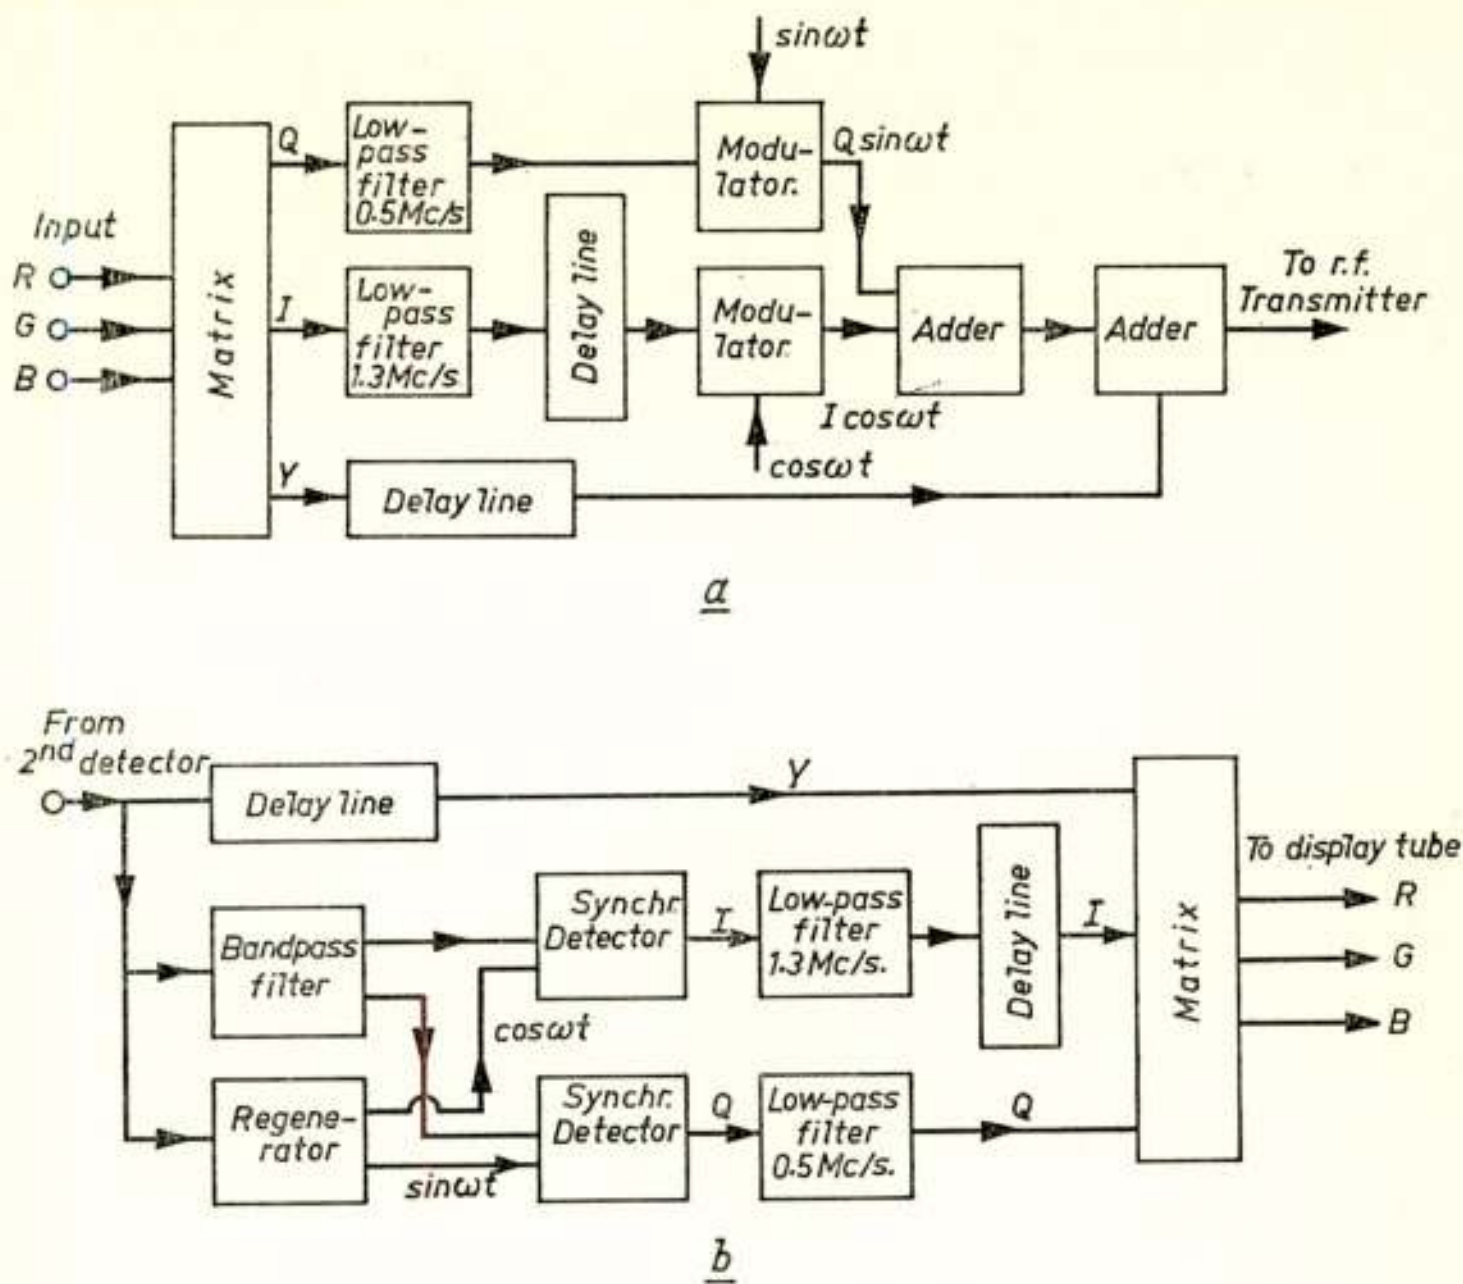 sinωt
Q
Low-
pass
filter
0.5Mc/s
Modu-
lator.
Q sinωt
Input
R
G
B
Matrix
I
Low-
pass
filter
1.3Mc/s
Delay line
Modu-
lator.
Adder
Adder
To r.f.
Transmitter
I cosωt
cosωt
Y
Delay line
a
From
2nd detector
Delay line
Y
Bandpass
filter
Synchr.
Detector
I
Low-pass
filter
1.3Mc/s.
Delay line
I
Matrix
To display tube
R
G
B
cosωt
Regene-
rator
sinωt
Synchr.
Detector
Q
Low-pass
filter
0.5Mc/s.
Q
b